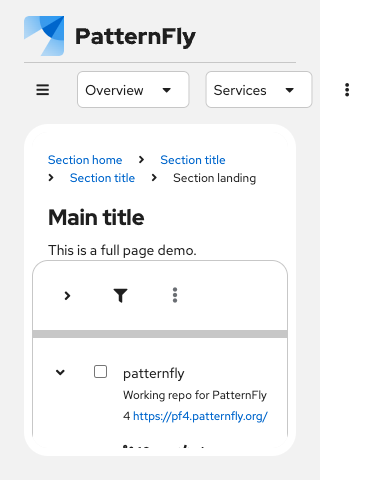 PatternFly
Overview
Services
Section home
Section title
Section title
Section landing
Main title
This is a full page demo.
patternfly
Working repo for PatternFly
4 https://pf4.patternfly.org/